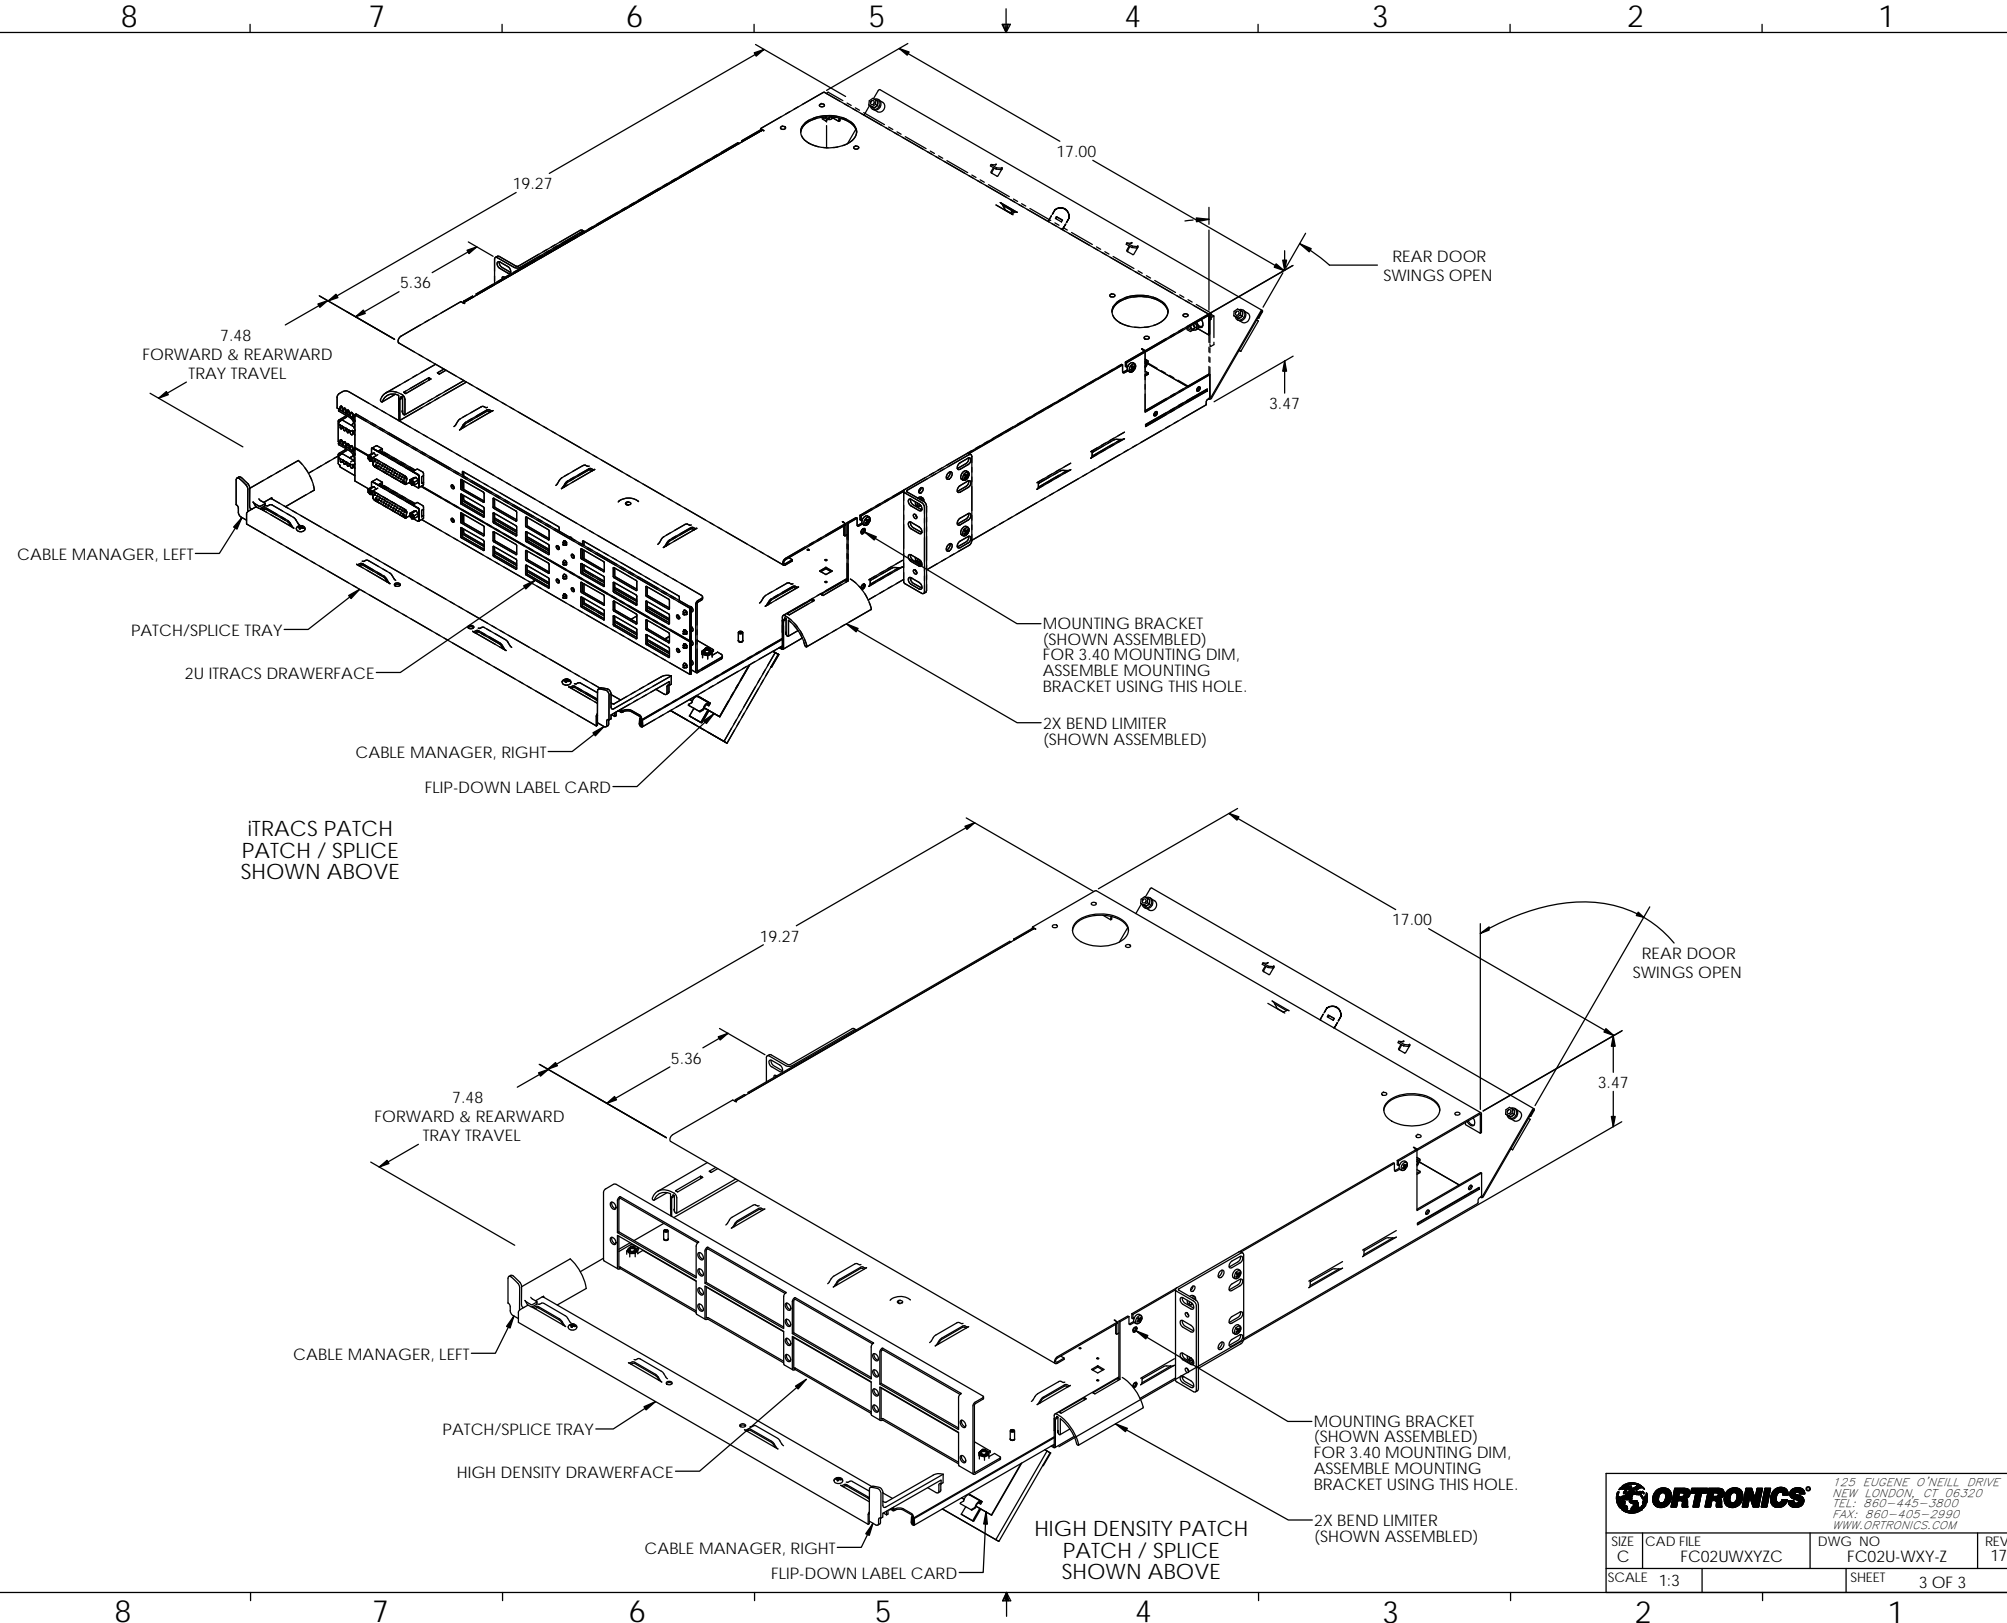 8 7 6 5 4 3 2 1
17.00
19.27
5.36
REAR DOOR
SWINGS OPEN
7.48
FORWARD & REARWARD
TRAY TRAVEL
3.47
CABLE MANAGER, LEFT
PATCH/SPLICE TRAY
2U ITRACS DRAWERFACE
CABLE MANAGER, RIGHT
FLIP-DOWN LABEL CARD
MOUNTING BRACKET
(SHOWN ASSEMBLED)
FOR 3.40 MOUNTING DIM,
ASSEMBLE MOUNTING
BRACKET USING THIS HOLE.
2X BEND LIMITER
(SHOWN ASSEMBLED)
iTRACS PATCH
PATCH / SPLICE
SHOWN ABOVE
17.00
19.27
REAR DOOR
SWINGS OPEN
5.36
3.47
7.48
FORWARD & REARWARD
TRAY TRAVEL
CABLE MANAGER, LEFT
PATCH/SPLICE TRAY
HIGH DENSITY DRAWERFACE
CABLE MANAGER, RIGHT
FLIP-DOWN LABEL CARD
MOUNTING BRACKET
(SHOWN ASSEMBLED)
FOR 3.40 MOUNTING DIM,
ASSEMBLE MOUNTING
BRACKET USING THIS HOLE.
2X BEND LIMITER
(SHOWN ASSEMBLED)
HIGH DENSITY PATCH
PATCH / SPLICE
SHOWN ABOVE
ORTRONICS®
125 EUGENE O'NEILL DRIVE
NEW LONDON, CT 06320
TEL: 860-445-3800
FAX: 860-405-2990
WWW.ORTRONICS.COM
SIZE CAD FILE DWG NO REV
C FC02UWXYZC FC02U-WXY-Z 17
SCALE 1:3 SHEET 3 OF 3
8 7 6 5 4 3 2 1